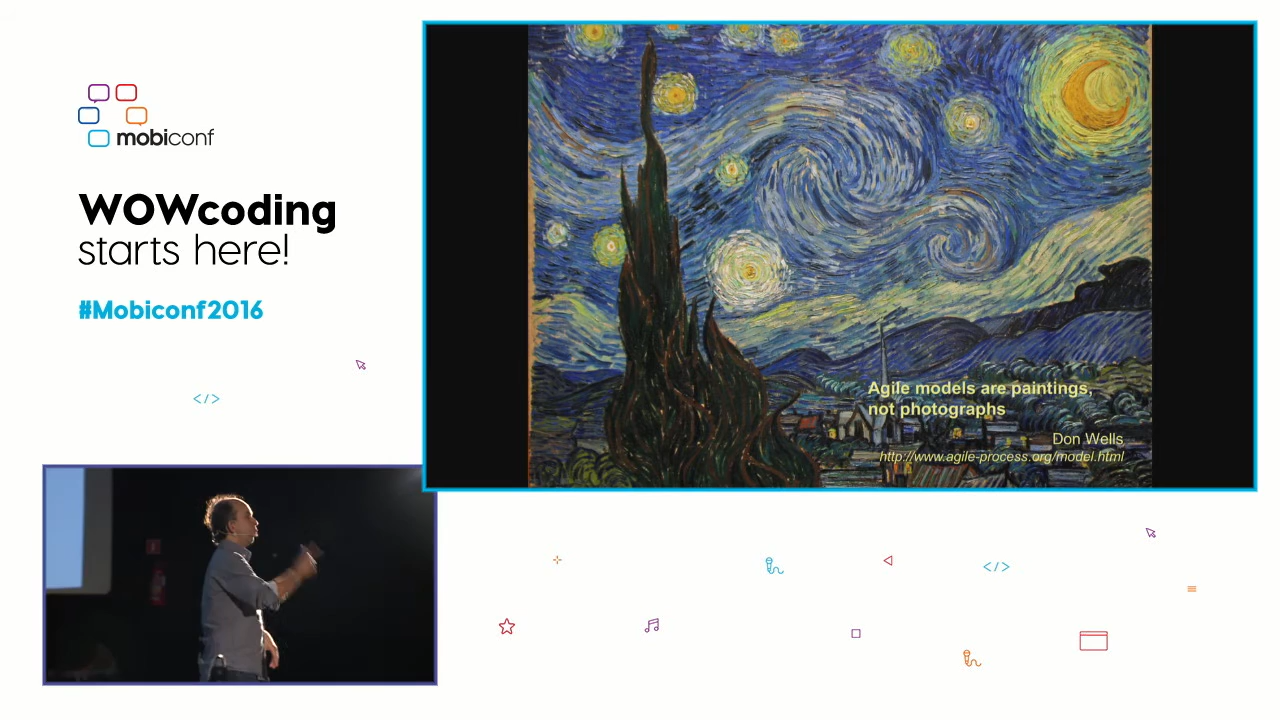 mobiconf
WOWcoding
starts here!
#Mobiconf2016
</>
Agile models are paintings,
not photographs
Don Wells
http://www.agile-process.org/model.html
</>